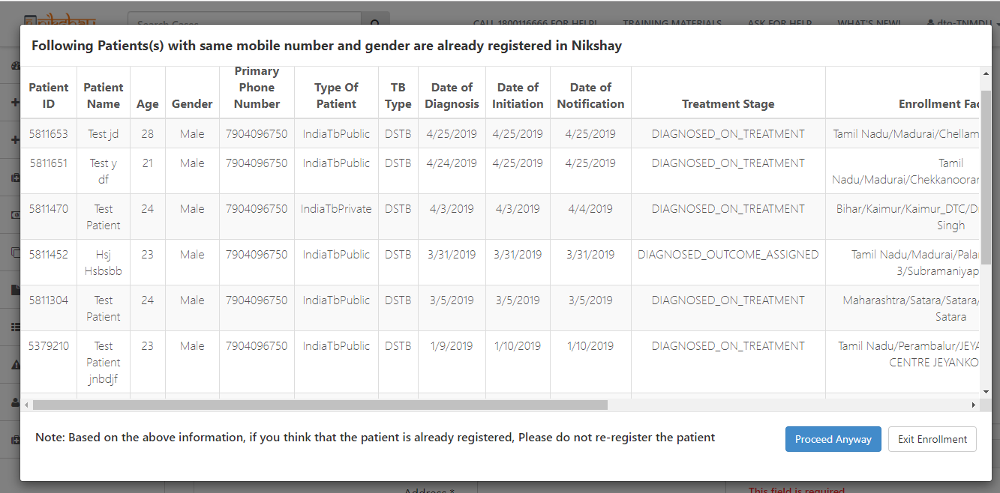 nikshay
Search Cases
CALL 1800116666 FOR HELP!
TRAINING MATERIALS
ASK FOR HELP
WHAT'S NEW!
dto-TNMDU
Following Patients(s) with same mobile number and gender are already registered in Nikshay
Patient ID Patient Name Age Gender Primary Phone Number Type Of Patient TB Type Date of Diagnosis Date of Initiation Date of Notification Treatment Stage Enrollment Fac
5811653 Test jd 28 Male 7904096750 IndiaTbPublic DSTB 4/25/2019 4/25/2019 4/25/2019 DIAGNOSED_ON_TREATMENT Tamil Nadu/Madurai/Chellam
5811651 Test y df 21 Male 7904096750 IndiaTbPublic DSTB 4/24/2019 4/25/2019 4/25/2019 DIAGNOSED_ON_TREATMENT Tamil Nadu/Madurai/Chekkanooran
5811470 Test Patient 24 Male 7904096750 IndiaTbPrivate DSTB 4/3/2019 4/3/2019 4/4/2019 DIAGNOSED_ON_TREATMENT Bihar/Kaimur/Kaimur_DTC/D Singh
5811452 Hsj Hsbsbb 23 Male 7904096750 IndiaTbPublic DSTB 3/31/2019 3/31/2019 3/31/2019 DIAGNOSED_OUTCOME_ASSIGNED Tamil Nadu/Madurai/Pala 3/Subramaniyap
5811304 Test Patient 24 Male 7904096750 IndiaTbPublic DSTB 3/5/2019 3/5/2019 3/5/2019 DIAGNOSED_ON_TREATMENT Maharashtra/Satara/Satara/ Satara
5379210 Test Patient jnbdjf 23 Male 7904096750 IndiaTbPublic DSTB 1/9/2019 1/10/2019 1/10/2019 DIAGNOSED_ON_TREATMENT Tamil Nadu/Perambalur/JEYA CENTRE JEYANKO
Note: Based on the above information, if you think that the patient is already registered, Please do not re-register the patient
Proceed Anyway
Exit Enrollment
Address *
This field is required